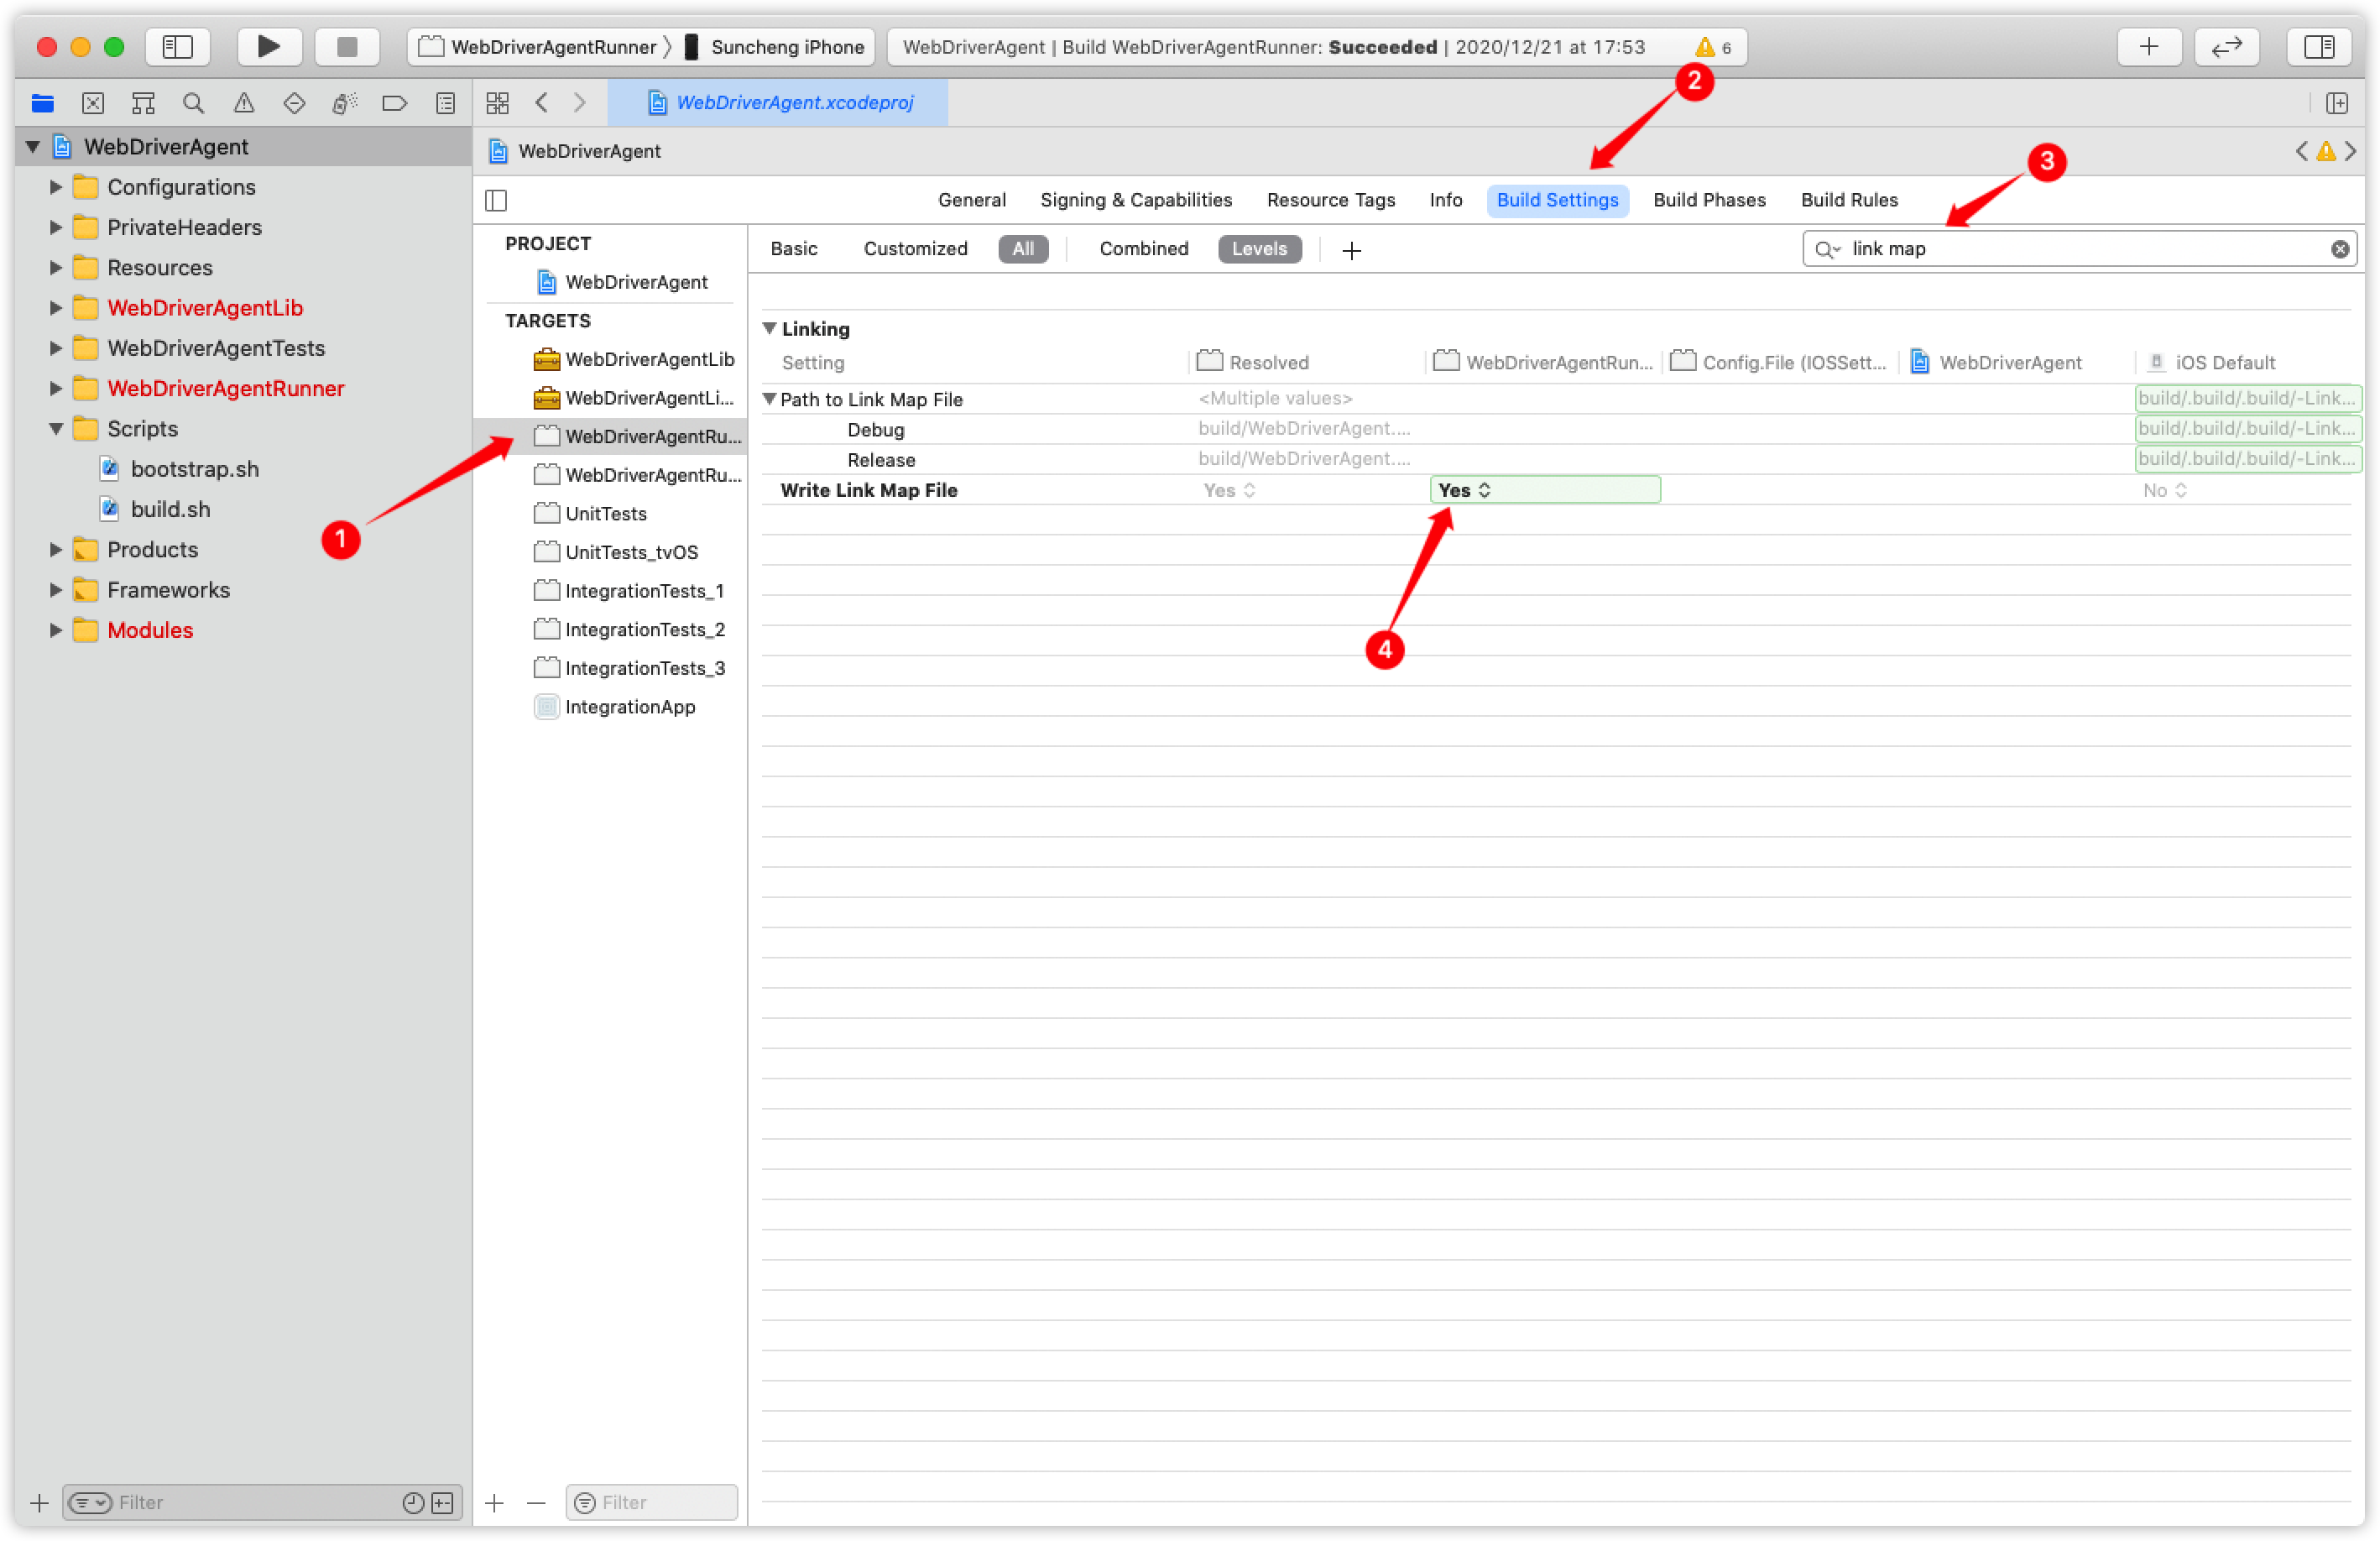 WebDriverAgentRunner 〉 Suncheng iPhone
WebDriverAgent | Build WebDriverAgentRunner: Succeeded | 2020/12/21 at 17:53
6
2
WebDriverAgent.xcodeproj
WebDriverAgent
Configurations
PrivateHeaders
Resources
WebDriverAgentLib
WebDriverAgentTests
WebDriverAgentRunner
Scripts
bootstrap.sh
build.sh
Products
Frameworks
Modules
1
Filter
WebDriverAgent
3
General Signing & Capabilities Resource Tags Info Build Settings Build Phases Build Rules
PROJECT
WebDriverAgent
TARGETS
WebDriverAgentLib
WebDriverAgentLi...
WebDriverAgentRu...
WebDriverAgentRu...
UnitTests
UnitTests_tvOS
IntegrationTests_1
IntegrationTests_2
IntegrationTests_3
IntegrationApp
Filter
Basic Customized All Combined Levels + link map
Linking
Setting Resolved WebDriverAgentRun... Config.File (IOSSett... WebDriverAgent iOS Default
Path to Link Map File <Multiple values> build/.build/.build/-Link...
Debug build/WebDriverAgent.... build/.build/.build/-Link...
Release build/WebDriverAgent.... build/.build/.build/-Link...
Write Link Map File Yes Yes No
4